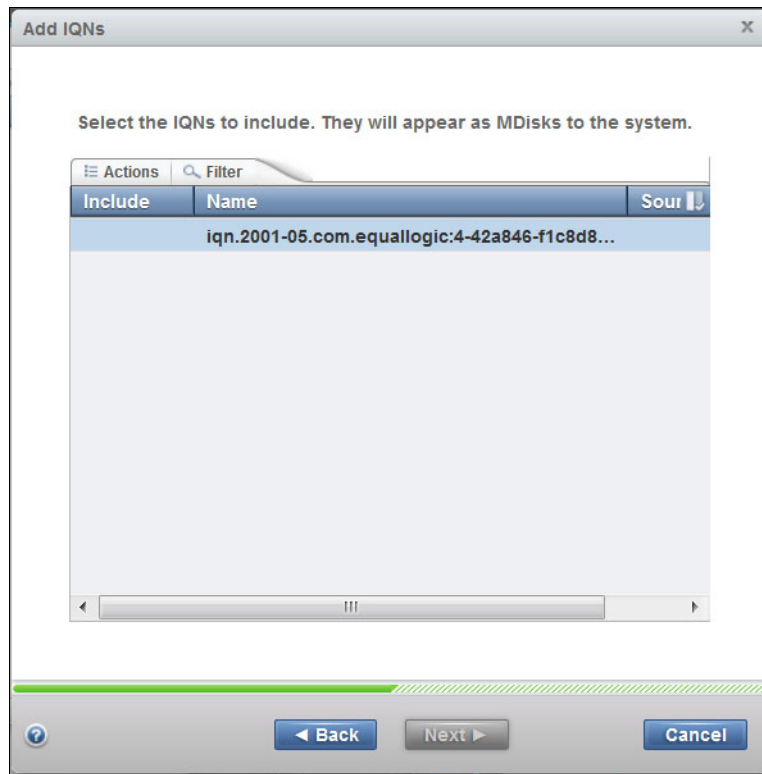 Add IQNs
x
Select the IQNs to include. They will appear as MDisks to the system.
Actions Filter
Include Name Sour
iqn.2001-05.com.equallogic:4-42a846-f1c8d8...
?
Back Next Cancel